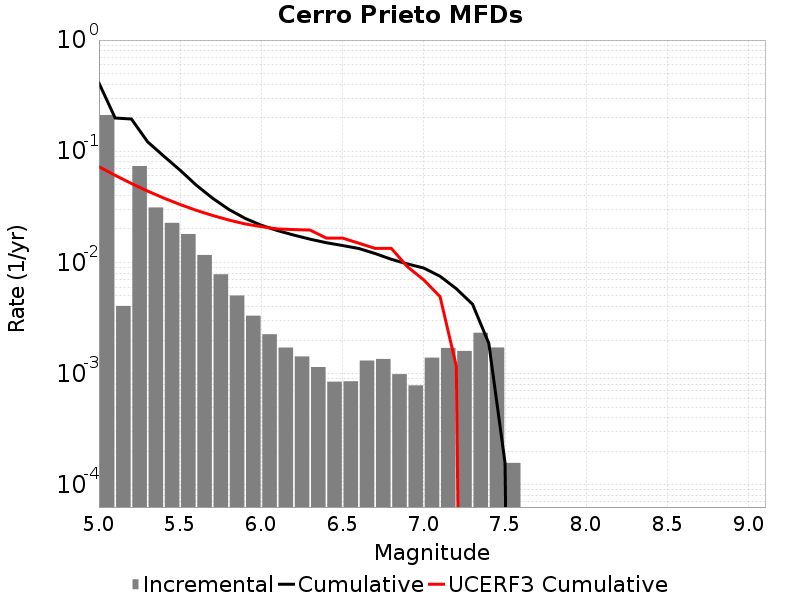 Cerro Prieto MFDs
10^0
10^-1
10^-2
10^-3
10^-4
Rate (1/yr)
5.0 5.5 6.0 6.5 7.0 7.5 8.0 8.5 9.0
Magnitude
Incremental Cumulative UCERF3 Cumulative